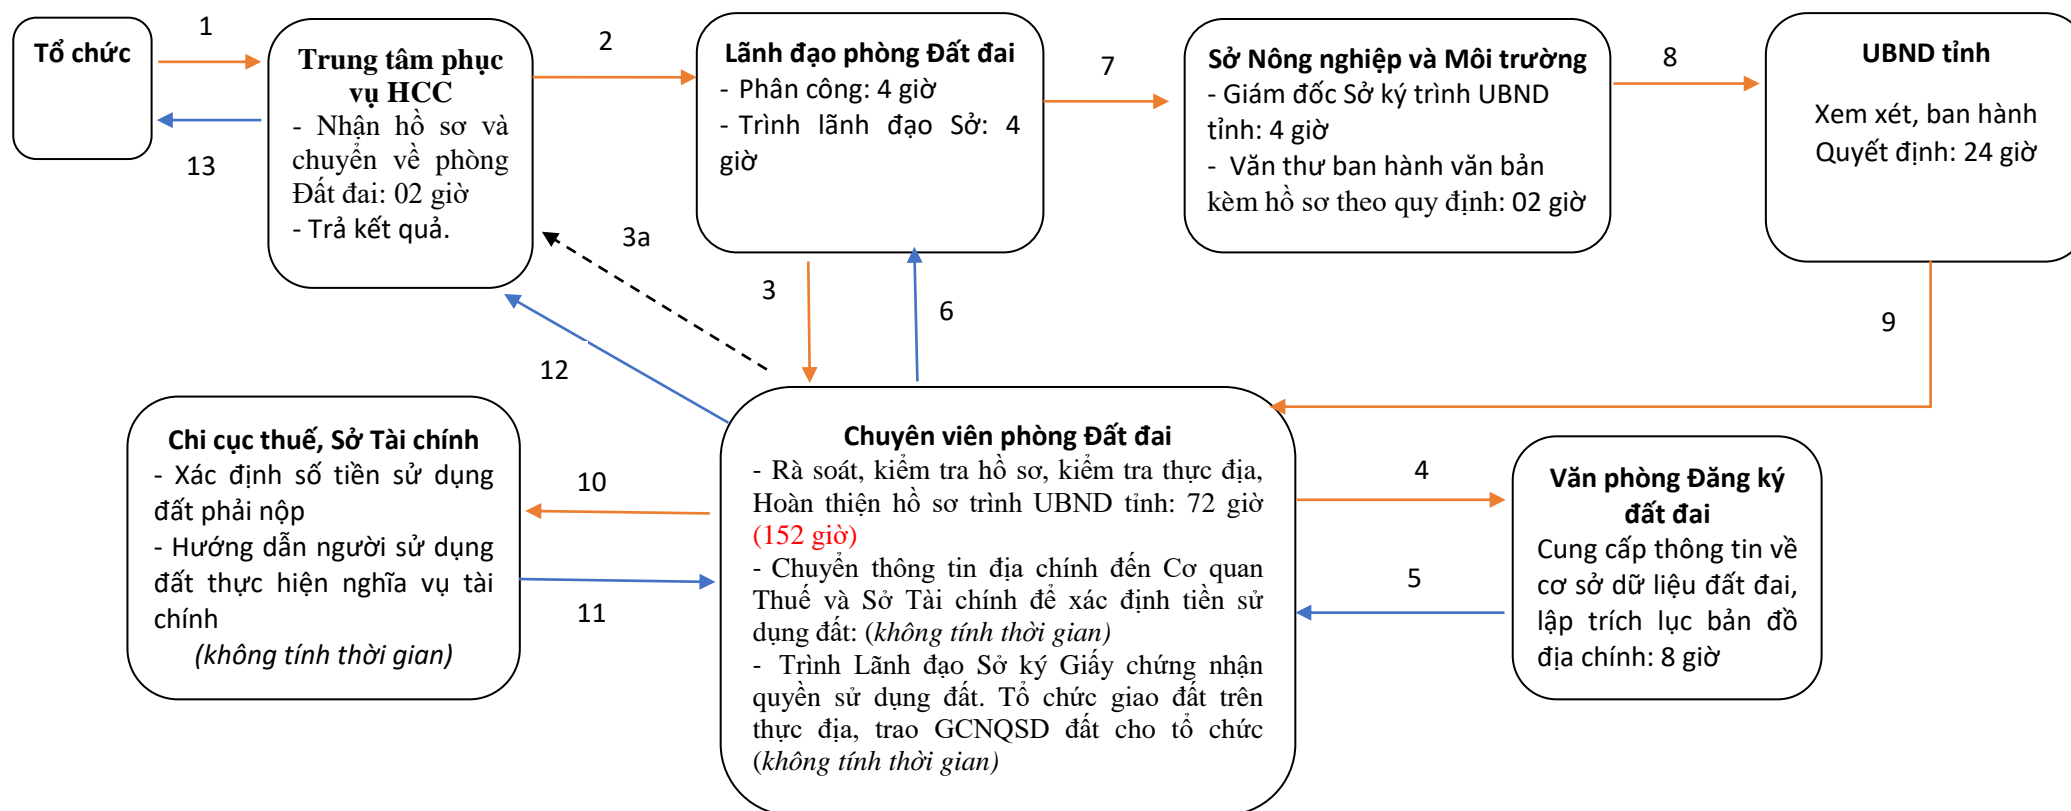 Tổ chức
1
13
Trung tâm phục
vụ HCC
- Nhận hồ sơ và
chuyển về phòng
Đất đai: 02 giờ
- Trả kết quả.
2
Lãnh đạo phòng Đất đai
- Phân công: 4 giờ
- Trình lãnh đạo Sở: 4
giờ
7
Sở Nông nghiệp và Môi trường
- Giám đốc Sở ký trình UBND
tỉnh: 4 giờ
- Văn thư ban hành văn bản
kèm hồ sơ theo quy định: 02 giờ
8
UBND tỉnh
Xem xét, ban hành
Quyết định: 24 giờ
3a
3
6
9
12
Chi cục thuế, Sở Tài chính
- Xác định số tiền sử dụng
đất phải nộp
- Hướng dẫn người sử dụng
đất thực hiện nghĩa vụ tài
chính
(không tính thời gian)
10
11
Chuyên viên phòng Đất đai
- Rà soát, kiểm tra hồ sơ, kiểm tra thực địa,
Hoàn thiện hồ sơ trình UBND tỉnh: 72 giờ
(152 giờ)
- Chuyển thông tin địa chính đến Cơ quan
Thuế và Sở Tài chính để xác định tiền sử
dụng đất: (không tính thời gian)
- Trình Lãnh đạo Sở ký Giấy chứng nhận
quyền sử dụng đất. Tổ chức giao đất trên
thực địa, trao GCNQSD đất cho tổ chức
(không tính thời gian)
4
5
Văn phòng Đăng ký
đất đai
Cung cấp thông tin về
cơ sở dữ liệu đất đai,
lập trích lục bản đồ
địa chính: 8 giờ